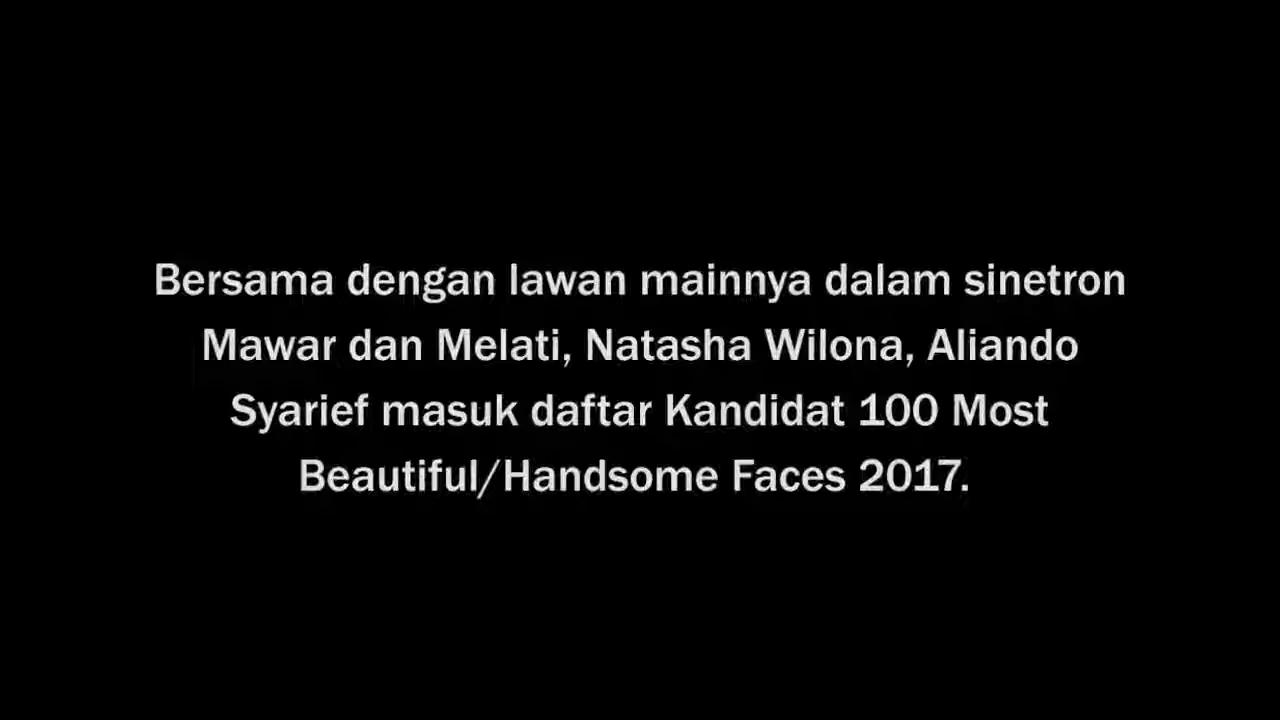 Bersama dengan lawan mainnya dalam sinetron
Mawar dan Melati, Natasha Wilona, Aliando
Syarief masuk daftar Kandidat 100 Most
Beautiful/Handsome Faces 2017.